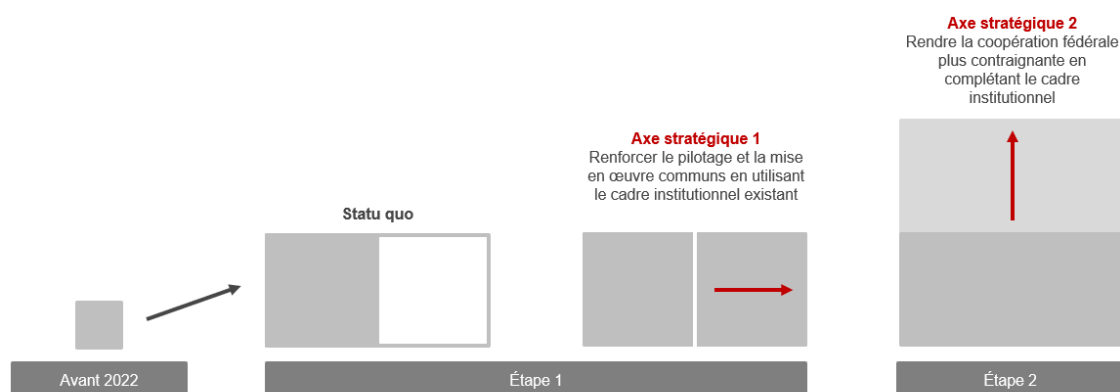 Axe stratégique 2
Rendre la coopération fédérale
plus contraignante en
complétant le cadre
institutionnel
Axe stratégique 1
Renforcer le pilotage et la mise
en œuvre communs en utilisant
le cadre institutionnel existant
Statu quo
Avant 2022
Étape 1
Étape 2